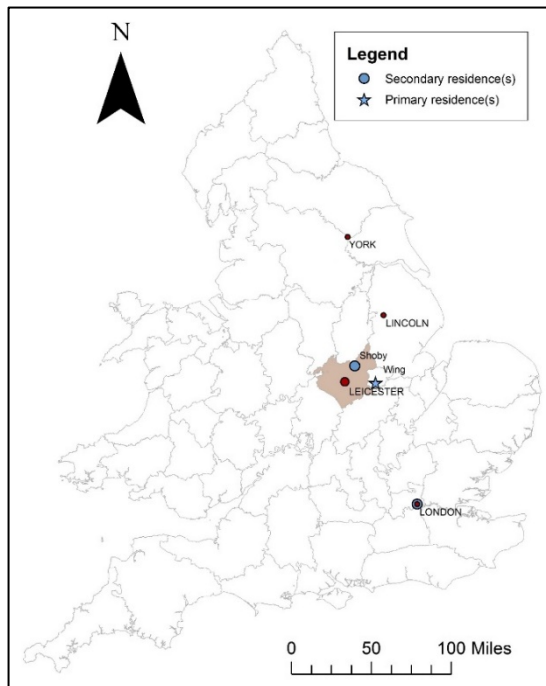 N
Legend
Secondary residence(s)
Primary residence(s)
YORK
LINCOLN
Shoby
Wing
LEICESTER
LONDON
0 50 100 Miles